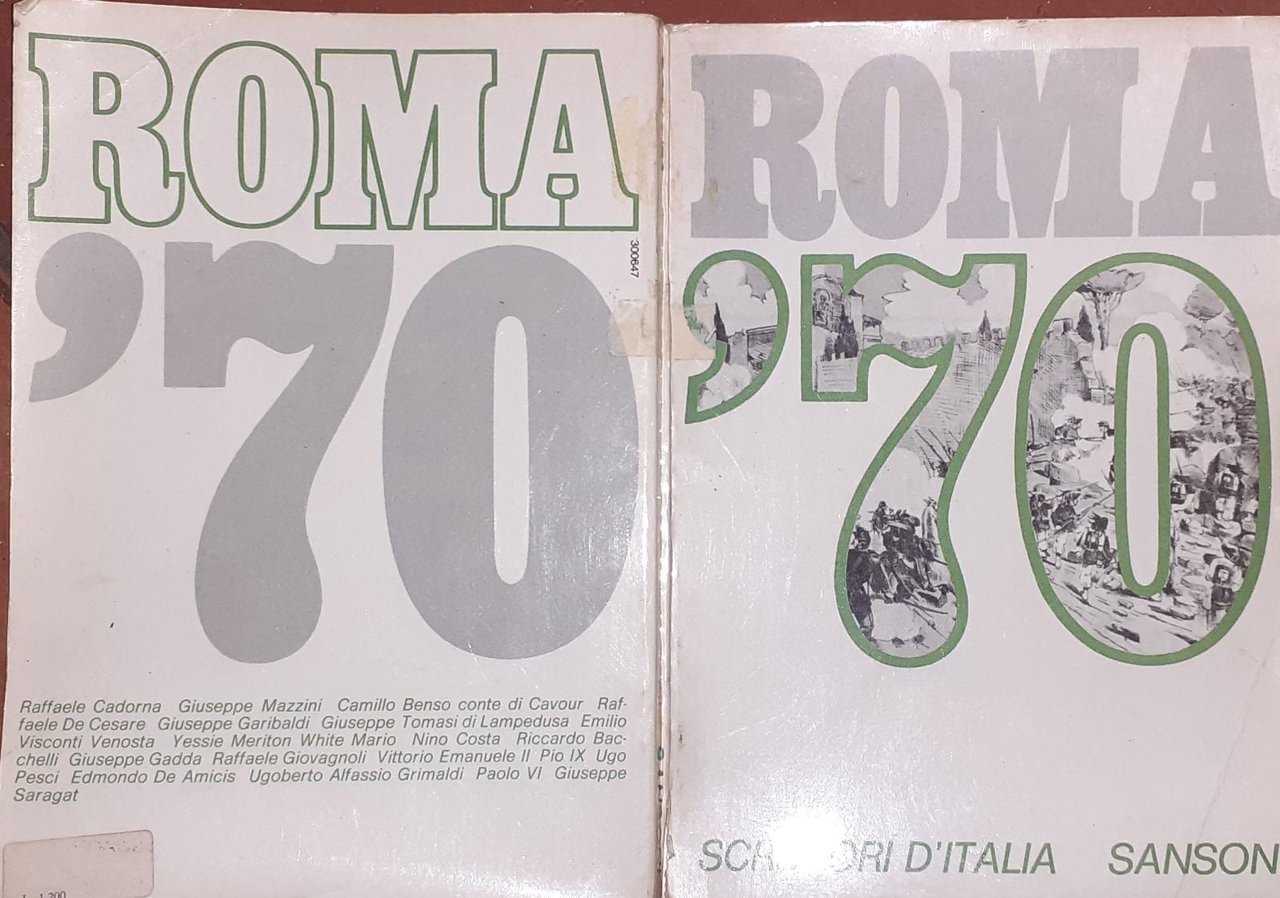 ROMA
'70
300647
Raffaele Cadorna Giuseppe Mazzini Camillo Benso conte di Cavour Raf-
faele De Cesare Giuseppe Garibaldi Giuseppe Tomasi di Lampedusa Emilio
Visconti Venosta Yessie Meriton White Mario Nino Costa Riccardo Bac-
chelli Giuseppe Gadda Raffaele Giovagnoli Vittorio Emanuele II Pio IX Ugo
Pesci Edmondo De Amicis Ugoberto Alfassio Grimaldi Paolo VI Giuseppe
Saragat
ROMA
'70
D'ITALIA SANSON